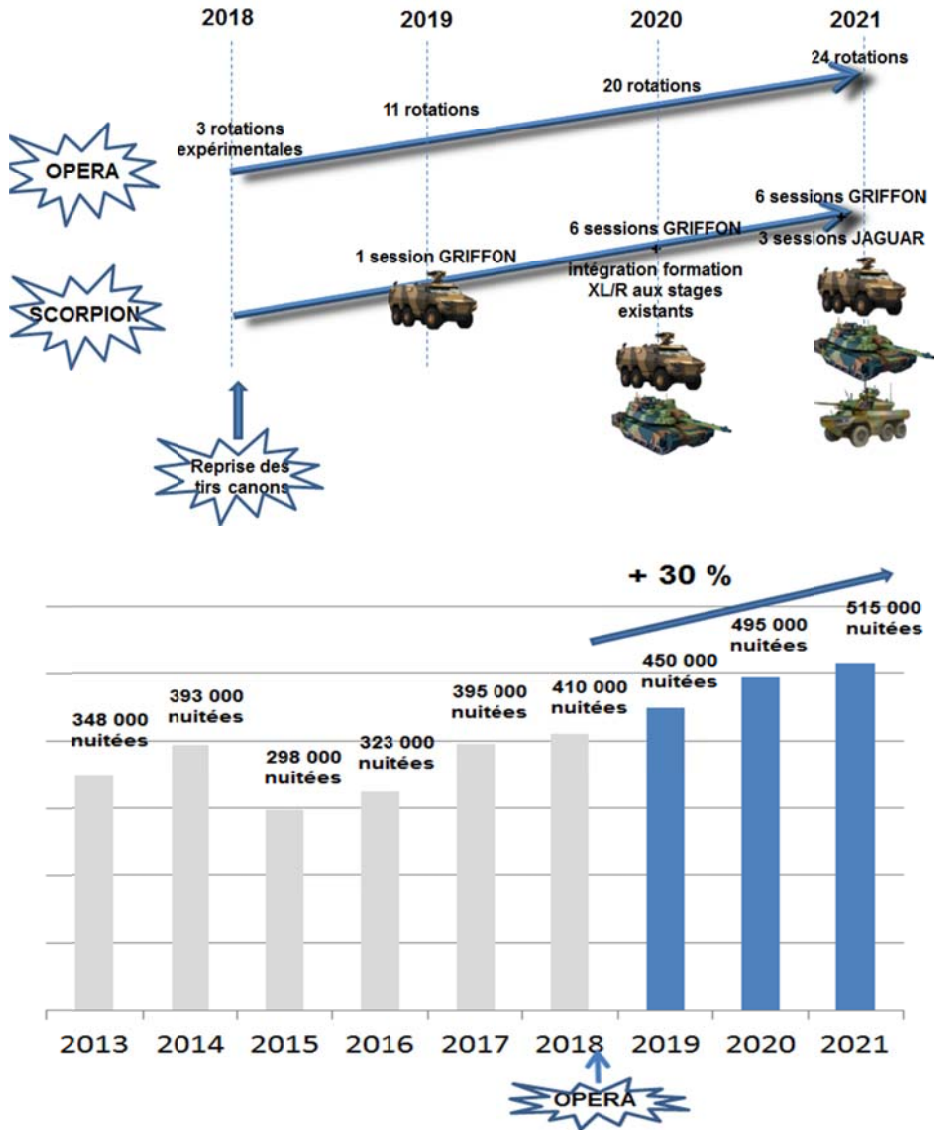 2018 2019 2020 2021
24 rotations
20 rotations
11 rotations
3 rotations
expérimentales
OPERA
6 sessions GRIFFON
3 sessions JAGUAR
6 sessions GRIFFON
intégration formation
XL/R aux stages
existants
1 session GRIFFON
SCORPION
Reprise des
tirs canons
+ 30 %
348 000
nuitées
393 000
nuitées
298 000
nuitées
323 000
nuitées
395 000
nuitées
410 000
nuitées
450 000
nuitées
495 000
nuitées
515 000
nuitées
2013 2014 2015 2016 2017 2018 2019 2020 2021
OPERA